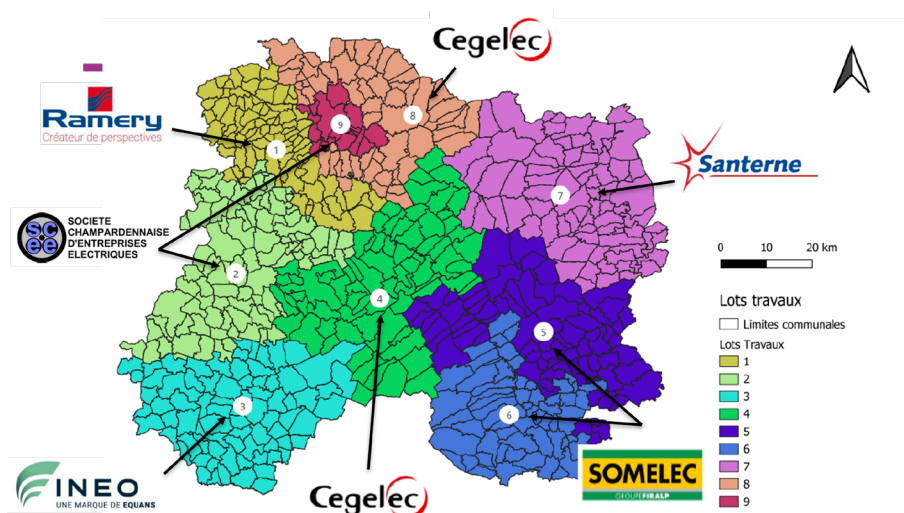 Cegelec
Ramery
Créateur de perspectives
9
8
1
Santerne
7
SCEE
SOCIETE
CHAMPARDENNAISE
D'ENTREPRISES
ELECTRIQUES
2
0 10 20 km
4
Lots travaux
Limites communales
Lots Travaux
1
2
3
4
5
6
7
8
9
5
3
6
INEO
UNE MARQUE DE EQUANS
Cegelec
SOMELEC
GROUPE FIRALP